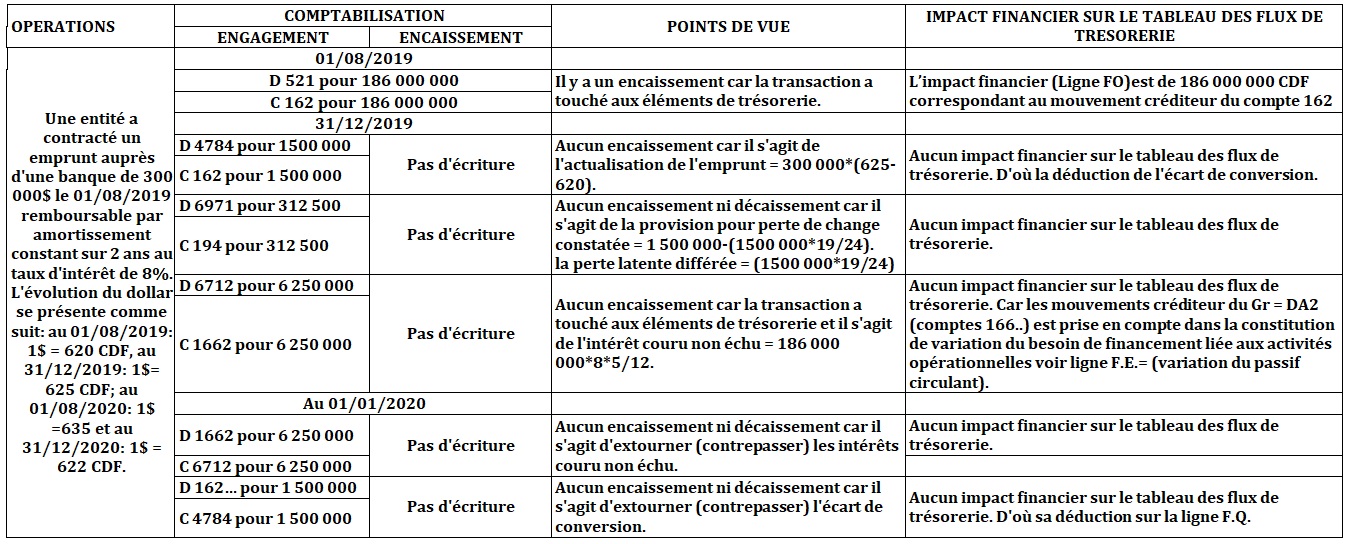 OPERATIONS
COMPTABILISATION
ENGAGEMENT
ENCAISSEMENT
POINTS DE VUE
IMPACT FINANCIER SUR LE TABLEAU DES FLUX DE
TRESORERIE
Une entité a
contracté un
emprunt auprès
d'une banque de 300
000$ le 01/08/2019
remboursable par
amortissement
constant sur 2 ans au
taux d'intérêt de 8%.
L'évolution du dollar
se présente comme
suit: au 01/08/2019:
1$ = 620 CDF, au
31/12/2019: 1$=
625 CDF; au
01/08/2020: 1$
=635 et au
31/12/2020: 1$ =
622 CDF.
01/08/2019
D 521 pour 186 000 000
C 162 pour 186 000 000
Il y a un encaissement car la transaction a
touché aux éléments de trésorerie.
L'impact financier (Ligne FO)est de 186 000 000 CDF
correspondant au mouvement créditeur du compte 162
31/12/2019
D 4784 pour 1500 000
C 162 pour 1 500 000
Pas d'écriture
Aucun encaissement car il s'agit de
l'actualisation de l'emprunt = 300 000*(625-
620).
Aucun impact financier sur le tableau des flux de
trésorerie. D'où la déduction de l'écart de conversion.
D 6971 pour 312 500
C 194 pour 312 500
Pas d'écriture
Aucun encaissement ni décaissement car il
s'agit de la provision pour perte de change
constatée = 1 500 000-(1500 000*19/24).
la perte latente différée = (1500 000*19/24)
Aucun impact financier sur le tableau des flux de
trésorerie.
D 6712 pour 6 250 000
C 1662 pour 6 250 000
Pas d'écriture
Aucun encaissement car la transaction a
touché aux éléments de trésorerie et il s'agit
de l'intérêt couru non échu = 186 000
000*8*5/12.
Aucun impact financier sur le tableau des flux de
trésorerie. Car les mouvements créditeur du Gr = DA2
(comptes 166..) est prise en compte dans la constitution
de variation du besoin de financement liée aux activités
opérationnelles voir ligne F.E.= (variation du passif
circulant).
Au 01/01/2020
D 1662 pour 6 250 000
C 6712 pour 6 250 000
Pas d'écriture
Aucun encaissement ni décaissement car il
s'agit d'extourner (contrepasser) les intérêts
couru non échu.
Aucun impact financier sur le tableau des flux de
trésorerie.
D 162... pour 1 500 000
C 4784 pour 1 500 000
Pas d'écriture
Aucun encaissement ni décaissement car il
s'agit d'extourner (contrepasser) l'écart de
conversion.
Aucun impact financier sur le tableau des flux de
trésorerie. D'où sa déduction sur la ligne F.Q.